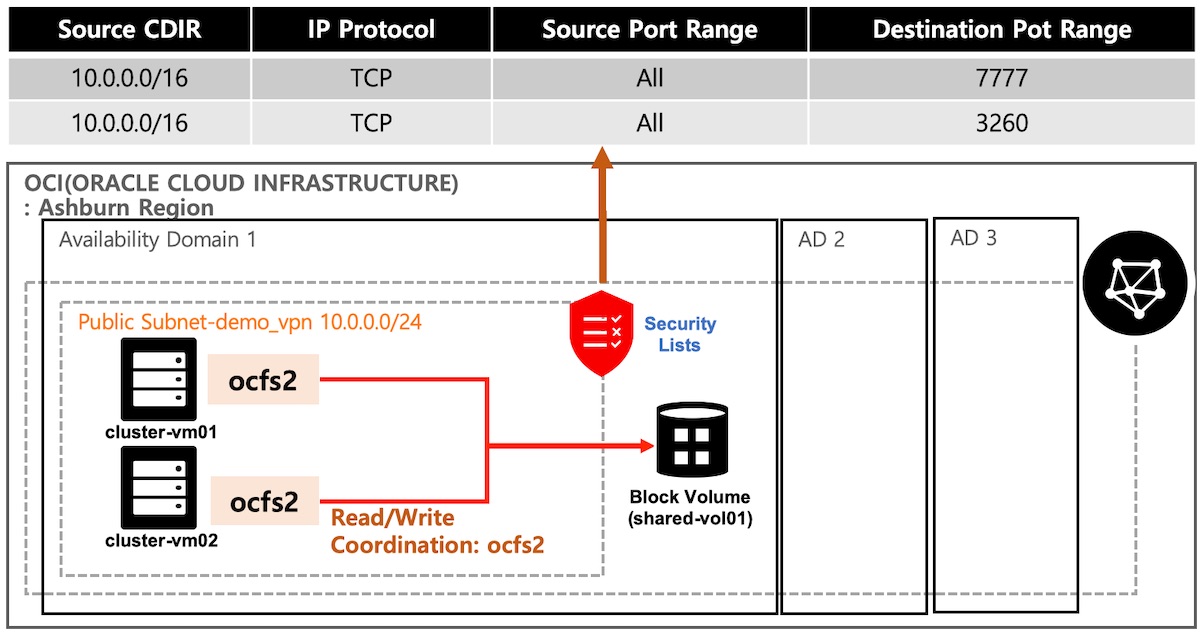 Source CDIR IP Protocol Source Port Range Destination Pot Range
10.0.0.0/16 TCP All 7777
10.0.0.0/16 TCP All 3260
OCI(ORACLE CLOUD INFRASTRUCTURE)
: Ashburn Region
Availability Domain 1
AD 2
AD 3
Public Subnet-demo_vpn 10.0.0.0/24
Security
Lists
ocfs2
cluster-vm01
ocfs2
cluster-vm02
Read/Write
Coordination: ocfs2
Block Volume
(shared-vol01)